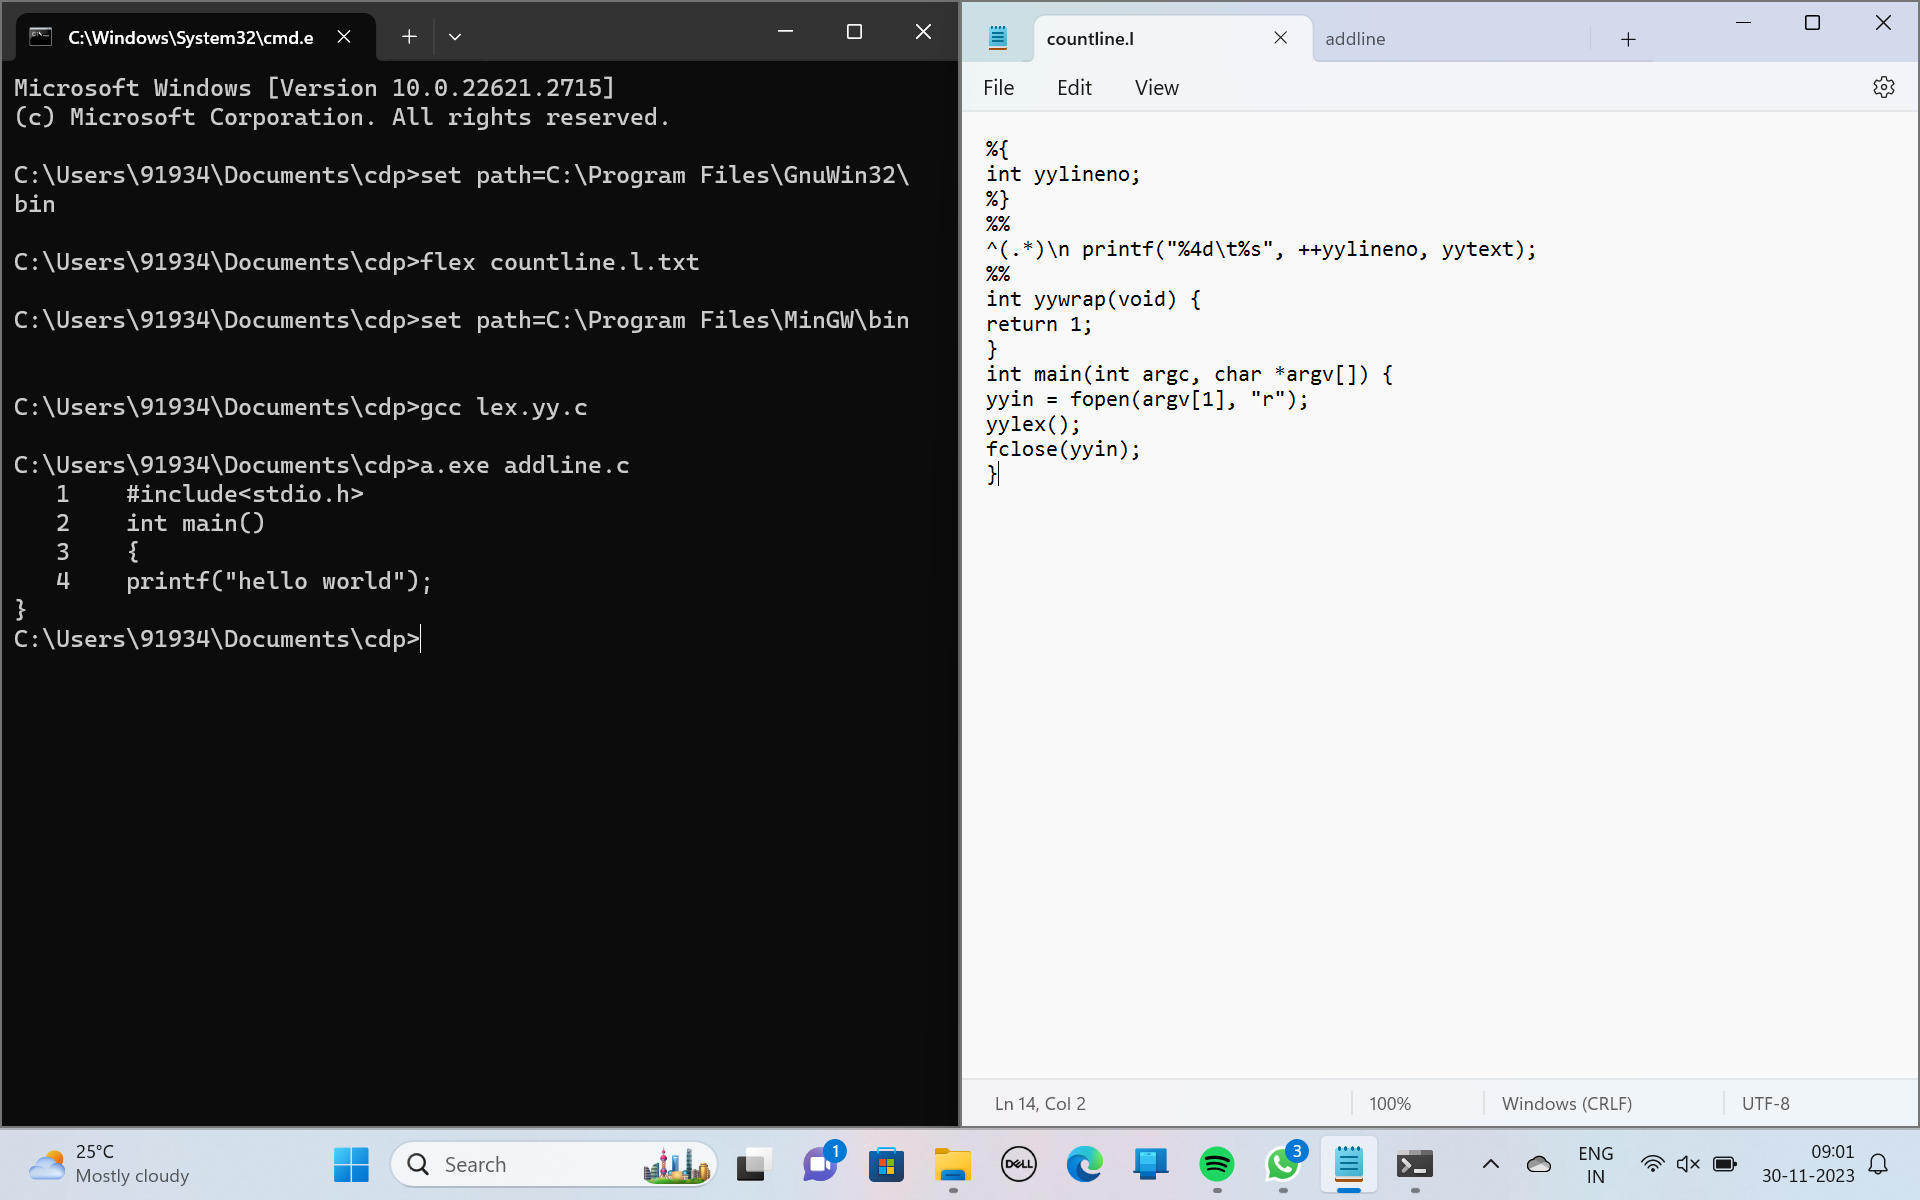 C:\Windows\System32\cmd.e
Microsoft Windows [Version 10.0.22621.2715]
(c) Microsoft Corporation. All rights reserved.
C:\Users\91934\Documents\cdp>set path=C:\Program Files\GnuWin32\
bin
C:\Users\91934\Documents\cdp>flex countline.l.txt
C:\Users\91934\Documents\cdp>set path=C:\Program Files\MinGW\bin
C:\Users\91934\Documents\cdp>gcc lex.yy.c
C:\Users\91934\Documents\cdp>a.exe addline.c
1 #include<stdio.h>
2 int main()
3 {
4 printf("hello world");
}
C:\Users\91934\Documents\cdp>
countline.l addline
File Edit View
%{
int yylineno;
%}
%%
^(.*)\n printf("%4d\t%s", ++yylineno, yytext);
%%
int yywrap(void) {
return 1;
}
int main(int argc, char *argv[]) {
yyin = fopen(argv[1], "r");
yylex();
fclose(yyin);
}
Ln 14, Col 2 100% Windows (CRLF) UTF-8
25°C
Mostly cloudy
Search
1
DELL
3
ENG
IN
09:01
30-11-2023